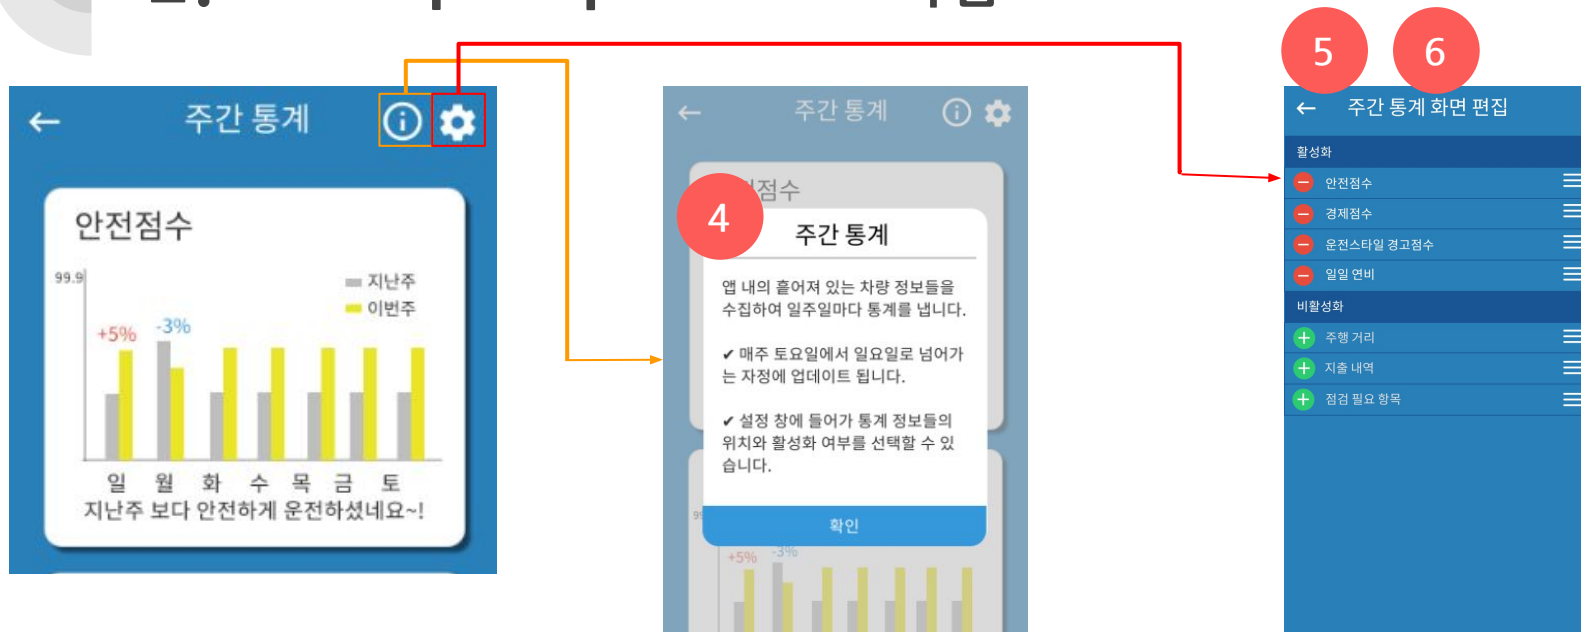 5
6
주간 통계
안전점수
99.9
지난주
이번주
+5%
-3%
일 월 화 수 목 금 토
지난주 보다 안전하게 운전하셨네요~!
주간 통계
점수
4
주간 통계
앱 내의 흩어져 있는 차량 정보들을
수집하여 일주일마다 통계를 냅니다.
✔ 매주 토요일에서 일요일로 넘어가
는 자정에 업데이트 됩니다.
✔ 설정 창에 들어가 통계 정보들의
위치와 활성화 여부를 선택할 수 있
습니다.
확인
+5%
-3%
주간 통계 화면 편집
활성화
안전점수
경제점수
운전스타일 경고점수
일일 연비
비활성화
주행 거리
지출 내역
점검 필요 항목